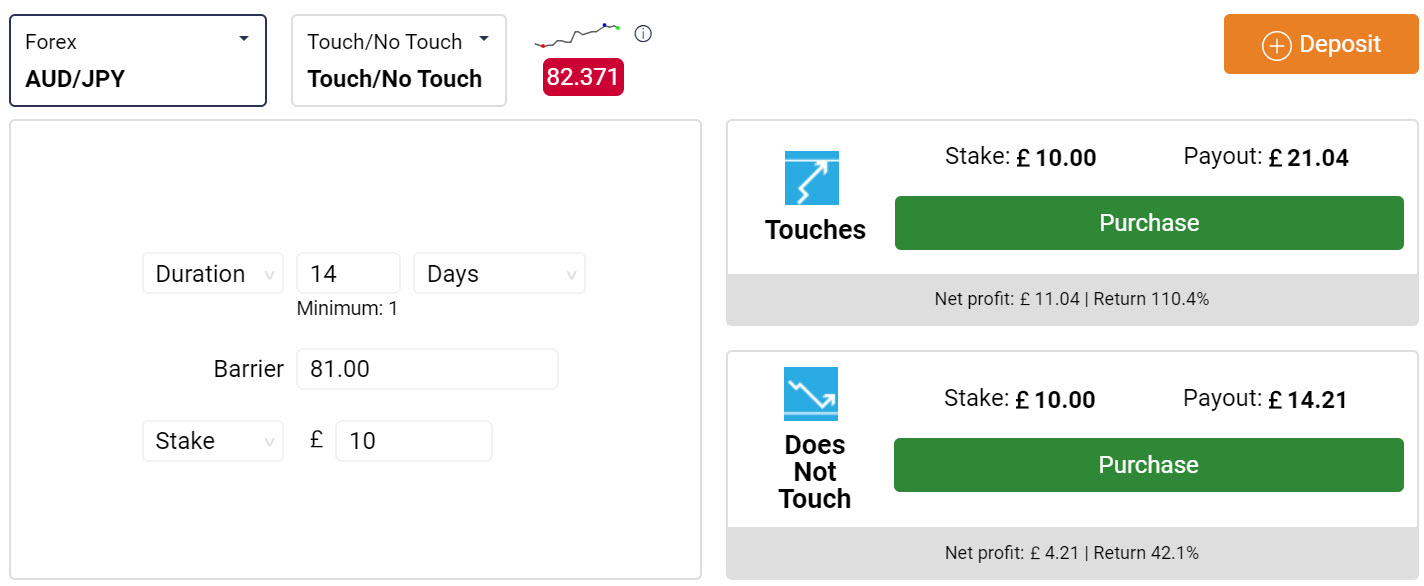 Forex
AUD/JPY
Touch/No Touch
Touch/No Touch
82.371
Deposit
Duration 14 Days
Minimum: 1
Barrier 81.00
Stake £ 10
Touches
Stake: £ 10.00 Payout: £ 21.04
Purchase
Net profit: £ 11.04 | Return 110.4%
Does
Not
Touch
Stake: £ 10.00 Payout: £ 14.21
Purchase
Net profit: £ 4.21 | Return 42.1%